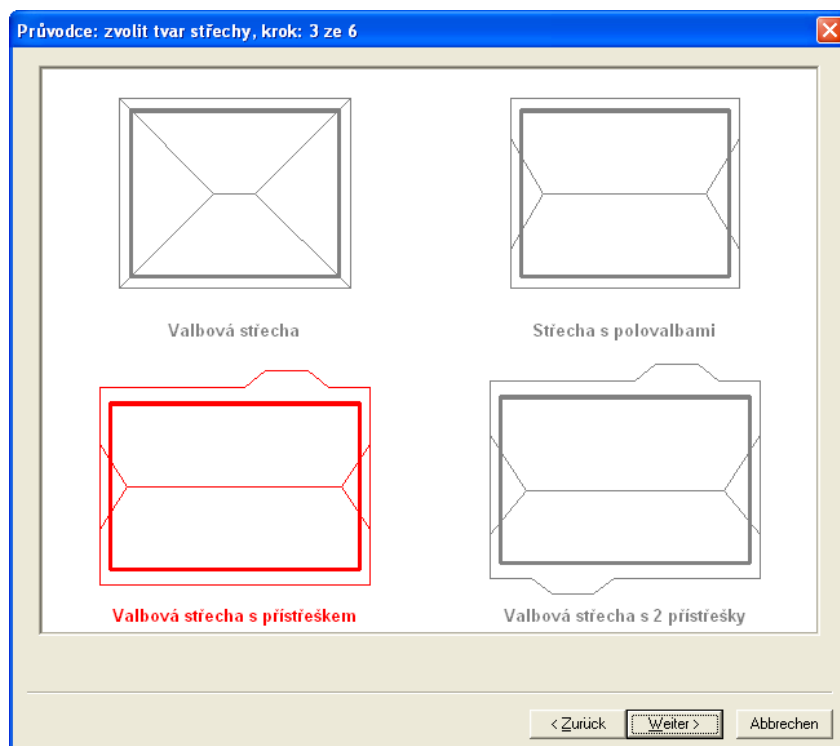 Průvodce: zvolit tvar střechy, krok: 3 ze 6
Valbová střecha
Střecha s polovalbami
Valbová střecha s přístřeškem
Valbová střecha s 2 přístřešky
< Zurück
Weiter >
Abbrechen